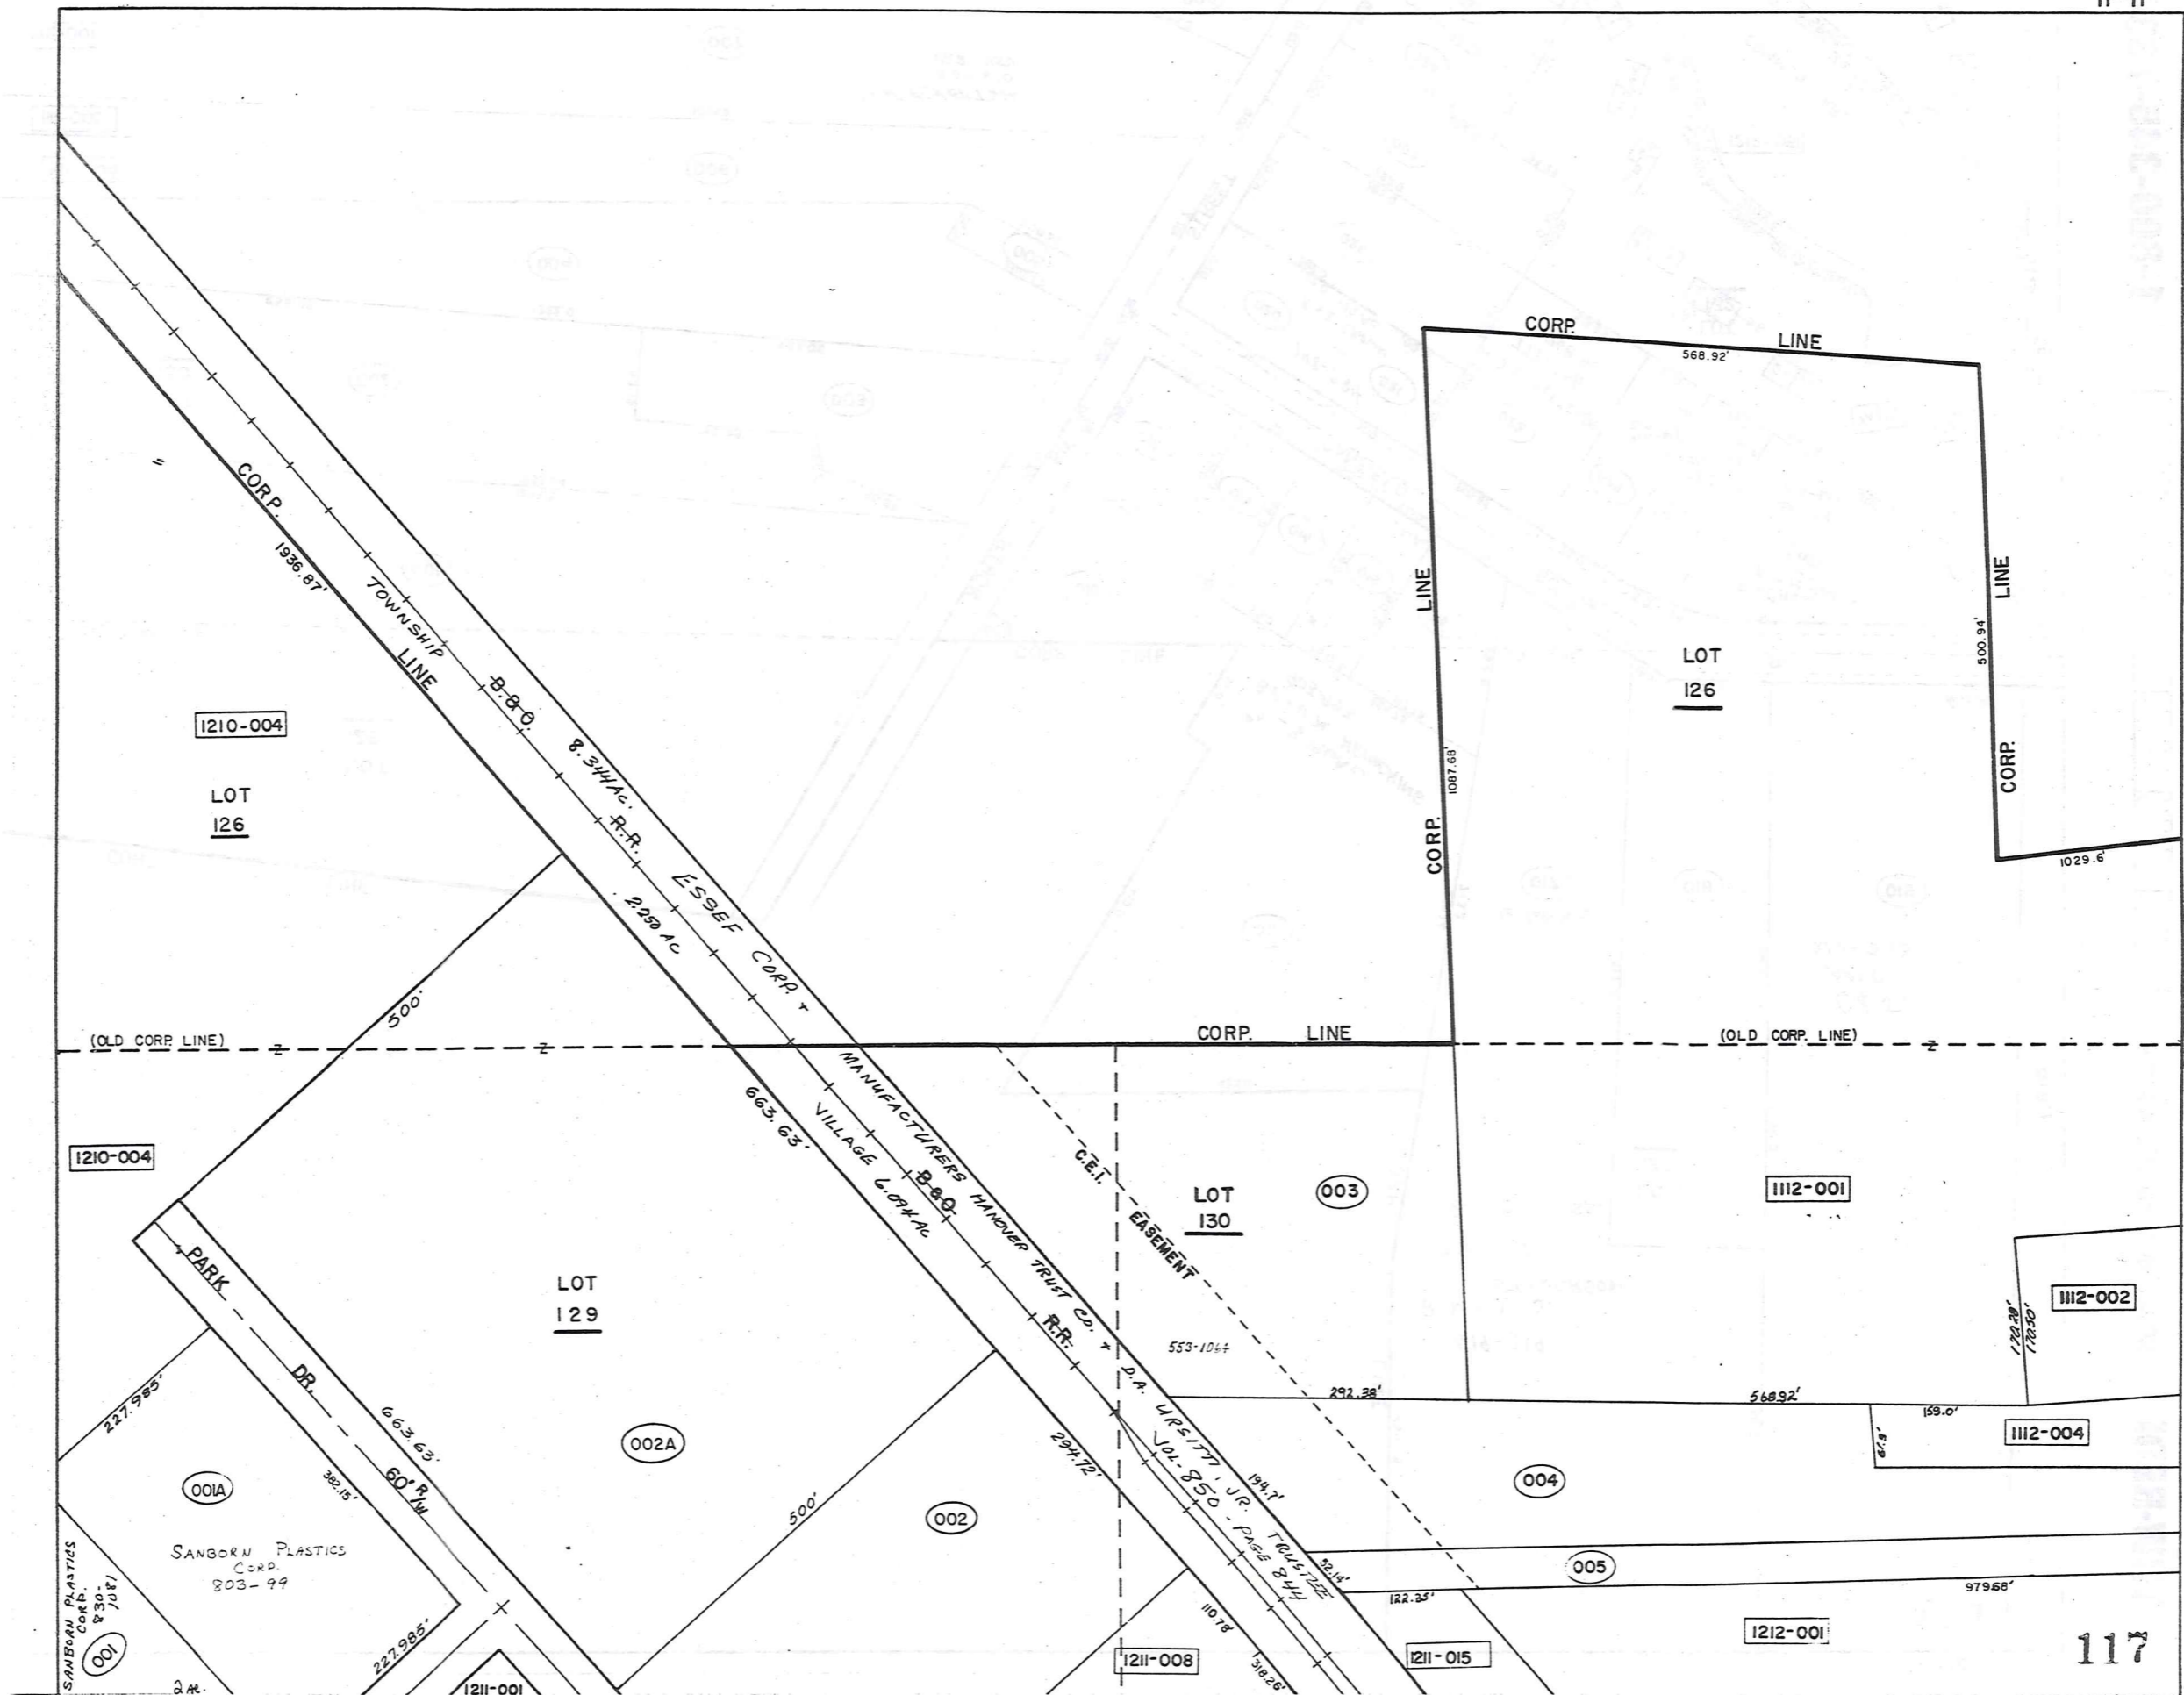 CORP. LINE
568.92'
LINE
CORP.
1087.68'
LINE
CORP.
500.94'
1029.6'
LOT
126
CORP.
LINE
1936.87'
TOWNSHIP
B.&O.
8.344 Ac.
R.R.
2.250 AC
ESSEF CORP. +
1210-004
LOT
126
500'
(OLD CORP. LINE)
CORP. LINE
(OLD CORP. LINE)
MANUFACTURERS HANOVER TRUST CO. + D.A. URSITTI, JR. TRUSTEE
VOL-850-PAGE 844
663.63'
VILLAGE 6.094 Ac
B&O.
R.R.
C.E.I.
EASEMENT
LOT
130
003
1112-001
1210-004
1112-002
170.50'
PARK
DR.
60' R/W
LOT
129
553-1064
292.38'
568.92'
159.0'
1112-004
227.985'
663.63'
382.15'
002A
294.72'
194.7'
004
001A
SANBORN PLASTICS
CORP.
803-99
500'
002
52.14'
005
122.35'
979.68'
SANBORN PLASTICS
CORP.
830-
1081
001
227.985'
2 Ac.
1211-001
110.78'
318.26'
1211-008
1211-015
1212-001
117